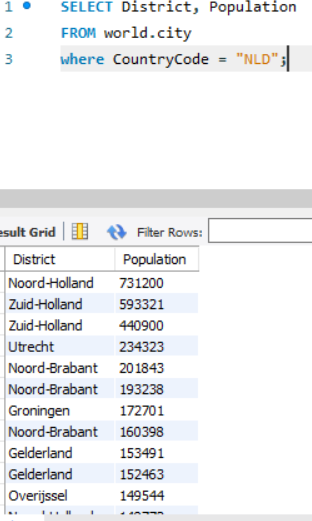 1 SELECT District, Population
2 FROM world.city
3 where CountryCode = "NLD";
Result Grid Filter Rows:
District Population
Noord-Holland 731200
Zuid-Holland 593321
Zuid-Holland 440900
Utrecht 234323
Noord-Brabant 201843
Noord-Brabant 193238
Groningen 172701
Noord-Brabant 160398
Gelderland 153491
Gelderland 152463
Overijssel 149544